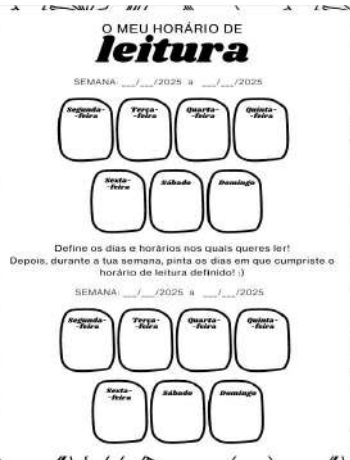 O MEU HORÁRIO DE
leitura
SEMANA: __/__/2025 a __/__/2025
Segunda-
-feira
Terça-
-feira
Quarta-
-feira
Quinta-
-feira
Sexta-
-feira
Sábado
Domingo
Define os dias e horários nos quais queres ler!
Depois, durante a tua semana, pinta os dias em que cumpriste o
horário de leitura definido! :)
SEMANA: __/__/2025 a __/__/2025
Segunda-
-feira
Terça-
-feira
Quarta-
-feira
Quinta-
-feira
Sexta-
-feira
Sábado
Domingo